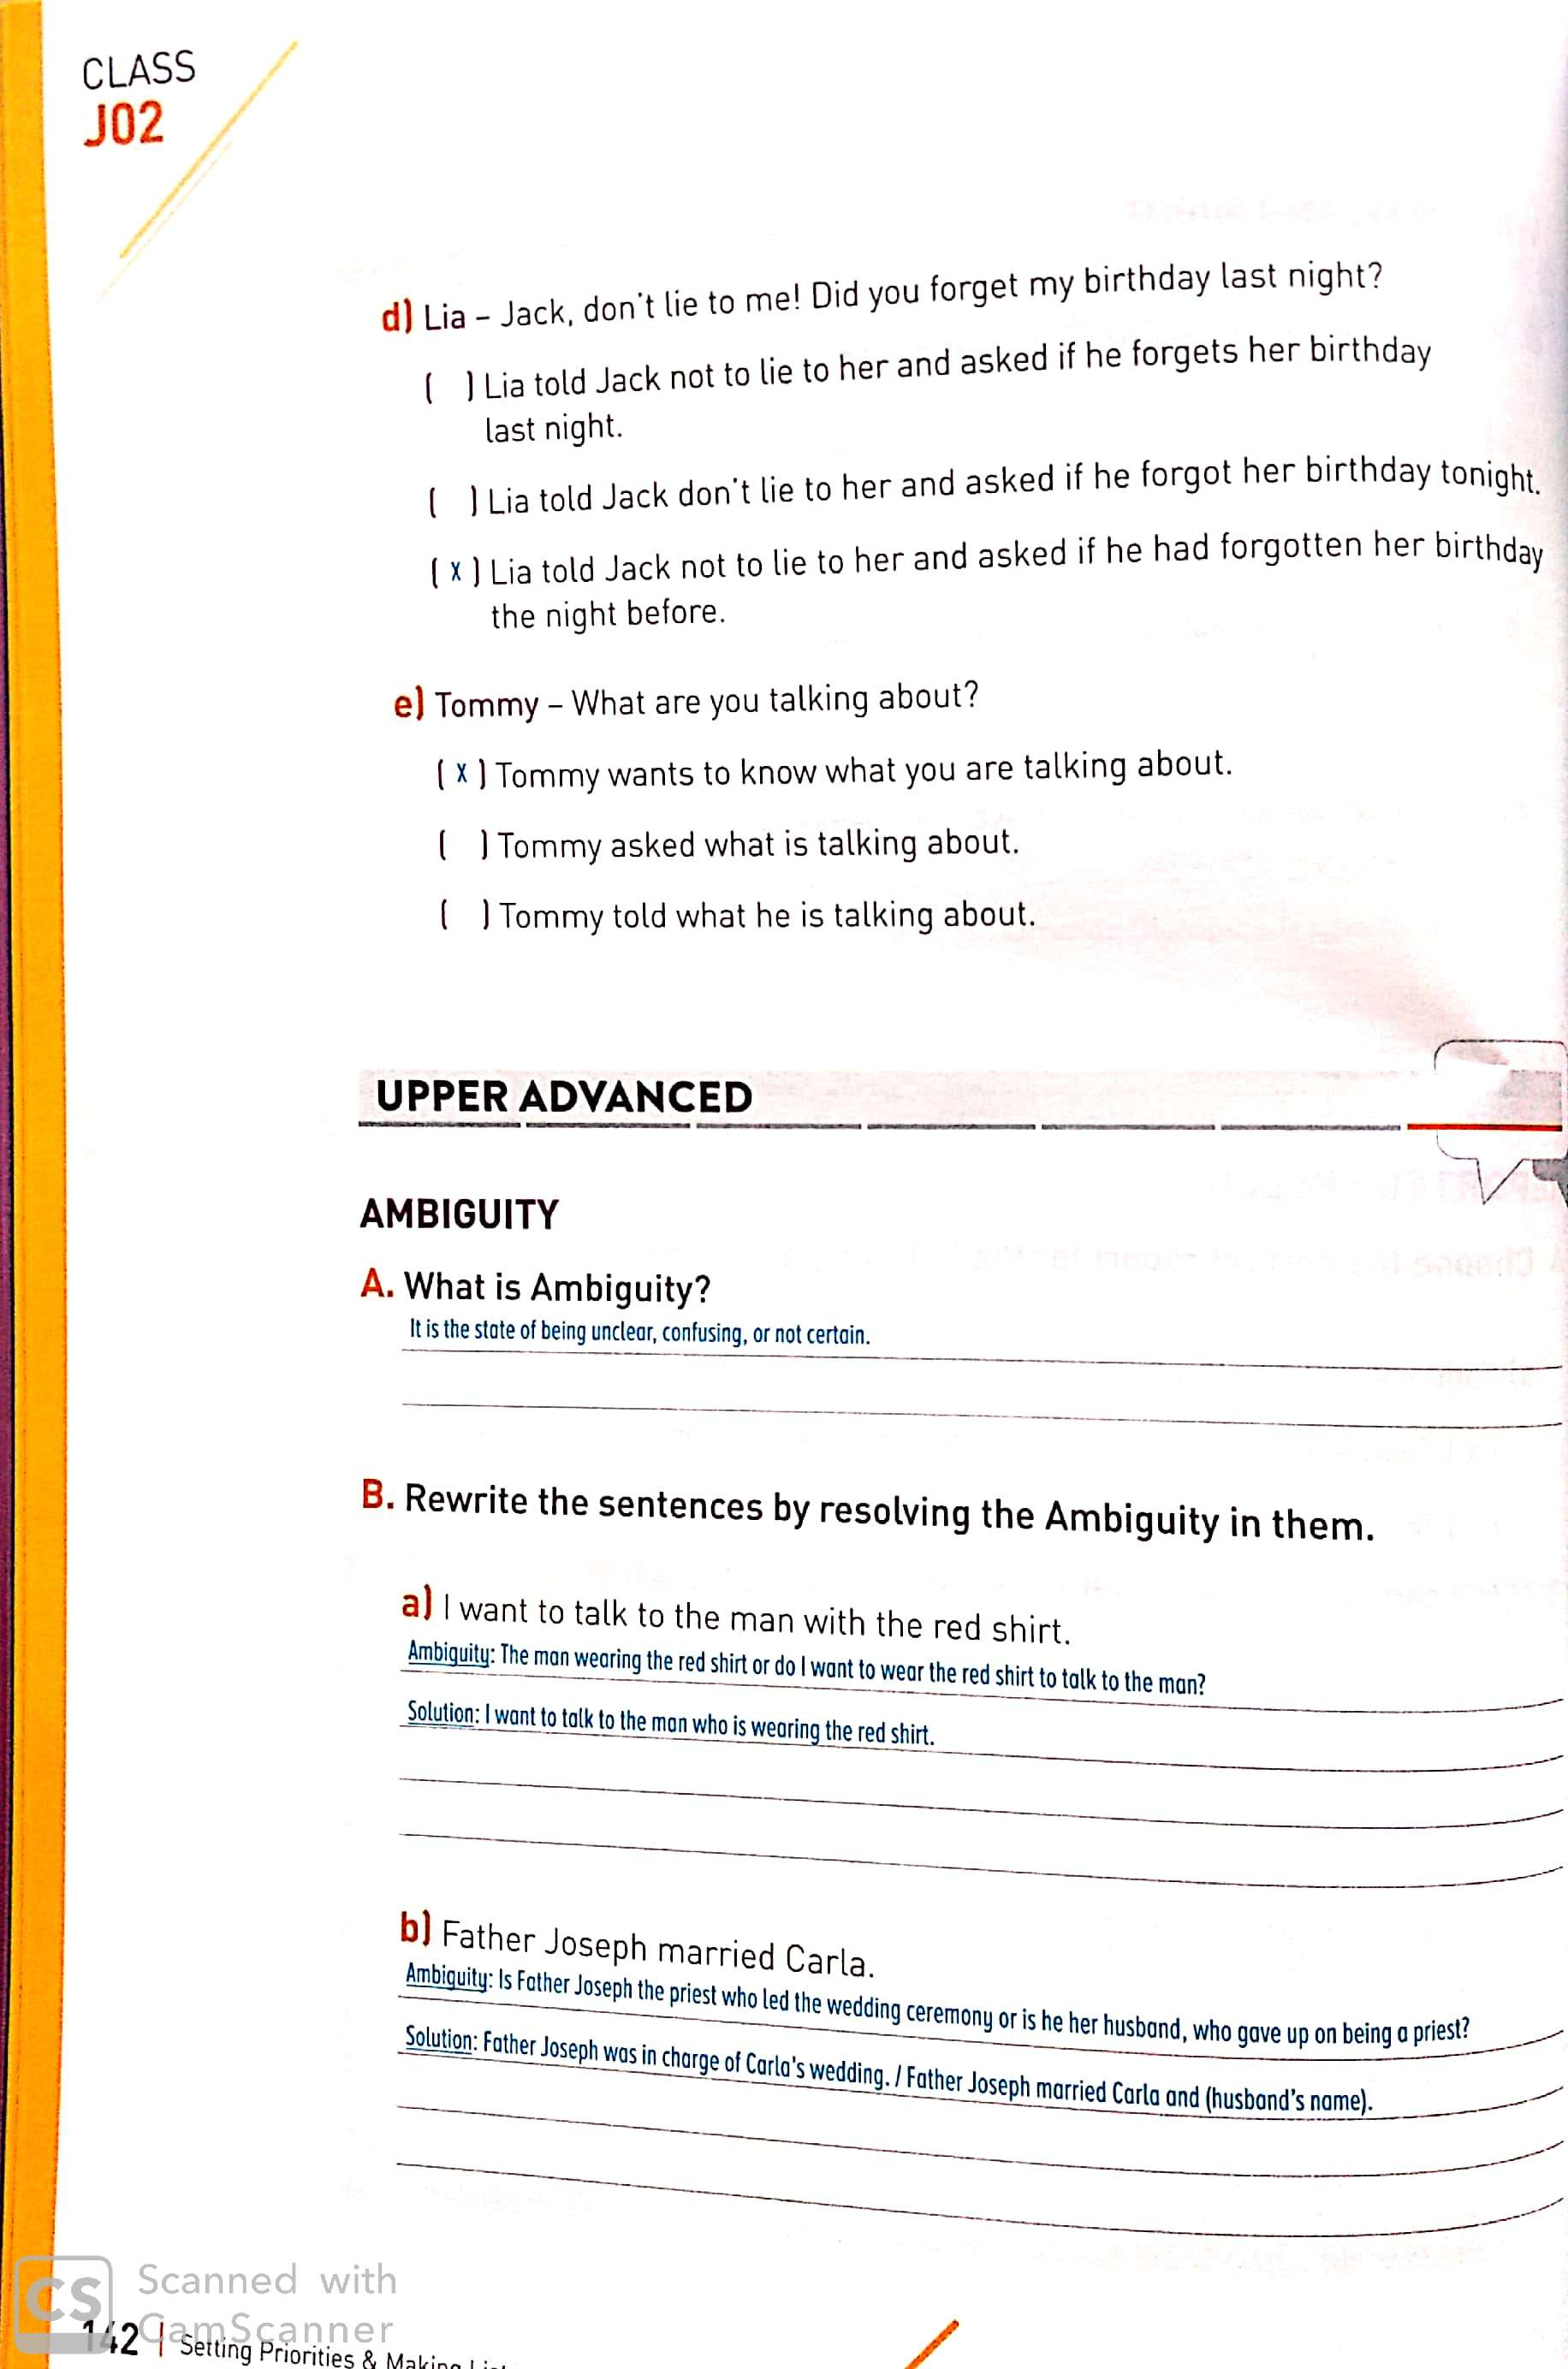 CLASS
J02
d) Lia – Jack, don't lie to me! Did you forget my birthday last night?
( ) Lia told Jack not to lie to her and asked if he forgets her birthday
last night.
( ) Lia told Jack don't lie to her and asked if he forgot her birthday tonight.
( x ) Lia told Jack not to lie to her and asked if he had forgotten her birthday
the night before.
e) Tommy – What are you talking about?
( x ) Tommy wants to know what you are talking about.
( ) Tommy asked what is talking about.
( ) Tommy told what he is talking about.
UPPER ADVANCED
AMBIGUITY
A. What is Ambiguity?
It is the state of being unclear, confusing, or not certain.
B. Rewrite the sentences by resolving the Ambiguity in them.
a) I want to talk to the man with the red shirt.
Ambiguity: The man wearing the red shirt or do I want to wear the red shirt to talk to the man?
Solution: I want to talk to the man who is wearing the red shirt.
b) Father Joseph married Carla.
Ambiguity: Is Father Joseph the priest who led the wedding ceremony or is he her husband, who gave up on being a priest?
Solution: Father Joseph was in charge of Carla's wedding. / Father Joseph married Carla and (husband's name).
CS Scanned with
CamScanner
142 | Setting Priorities & Making